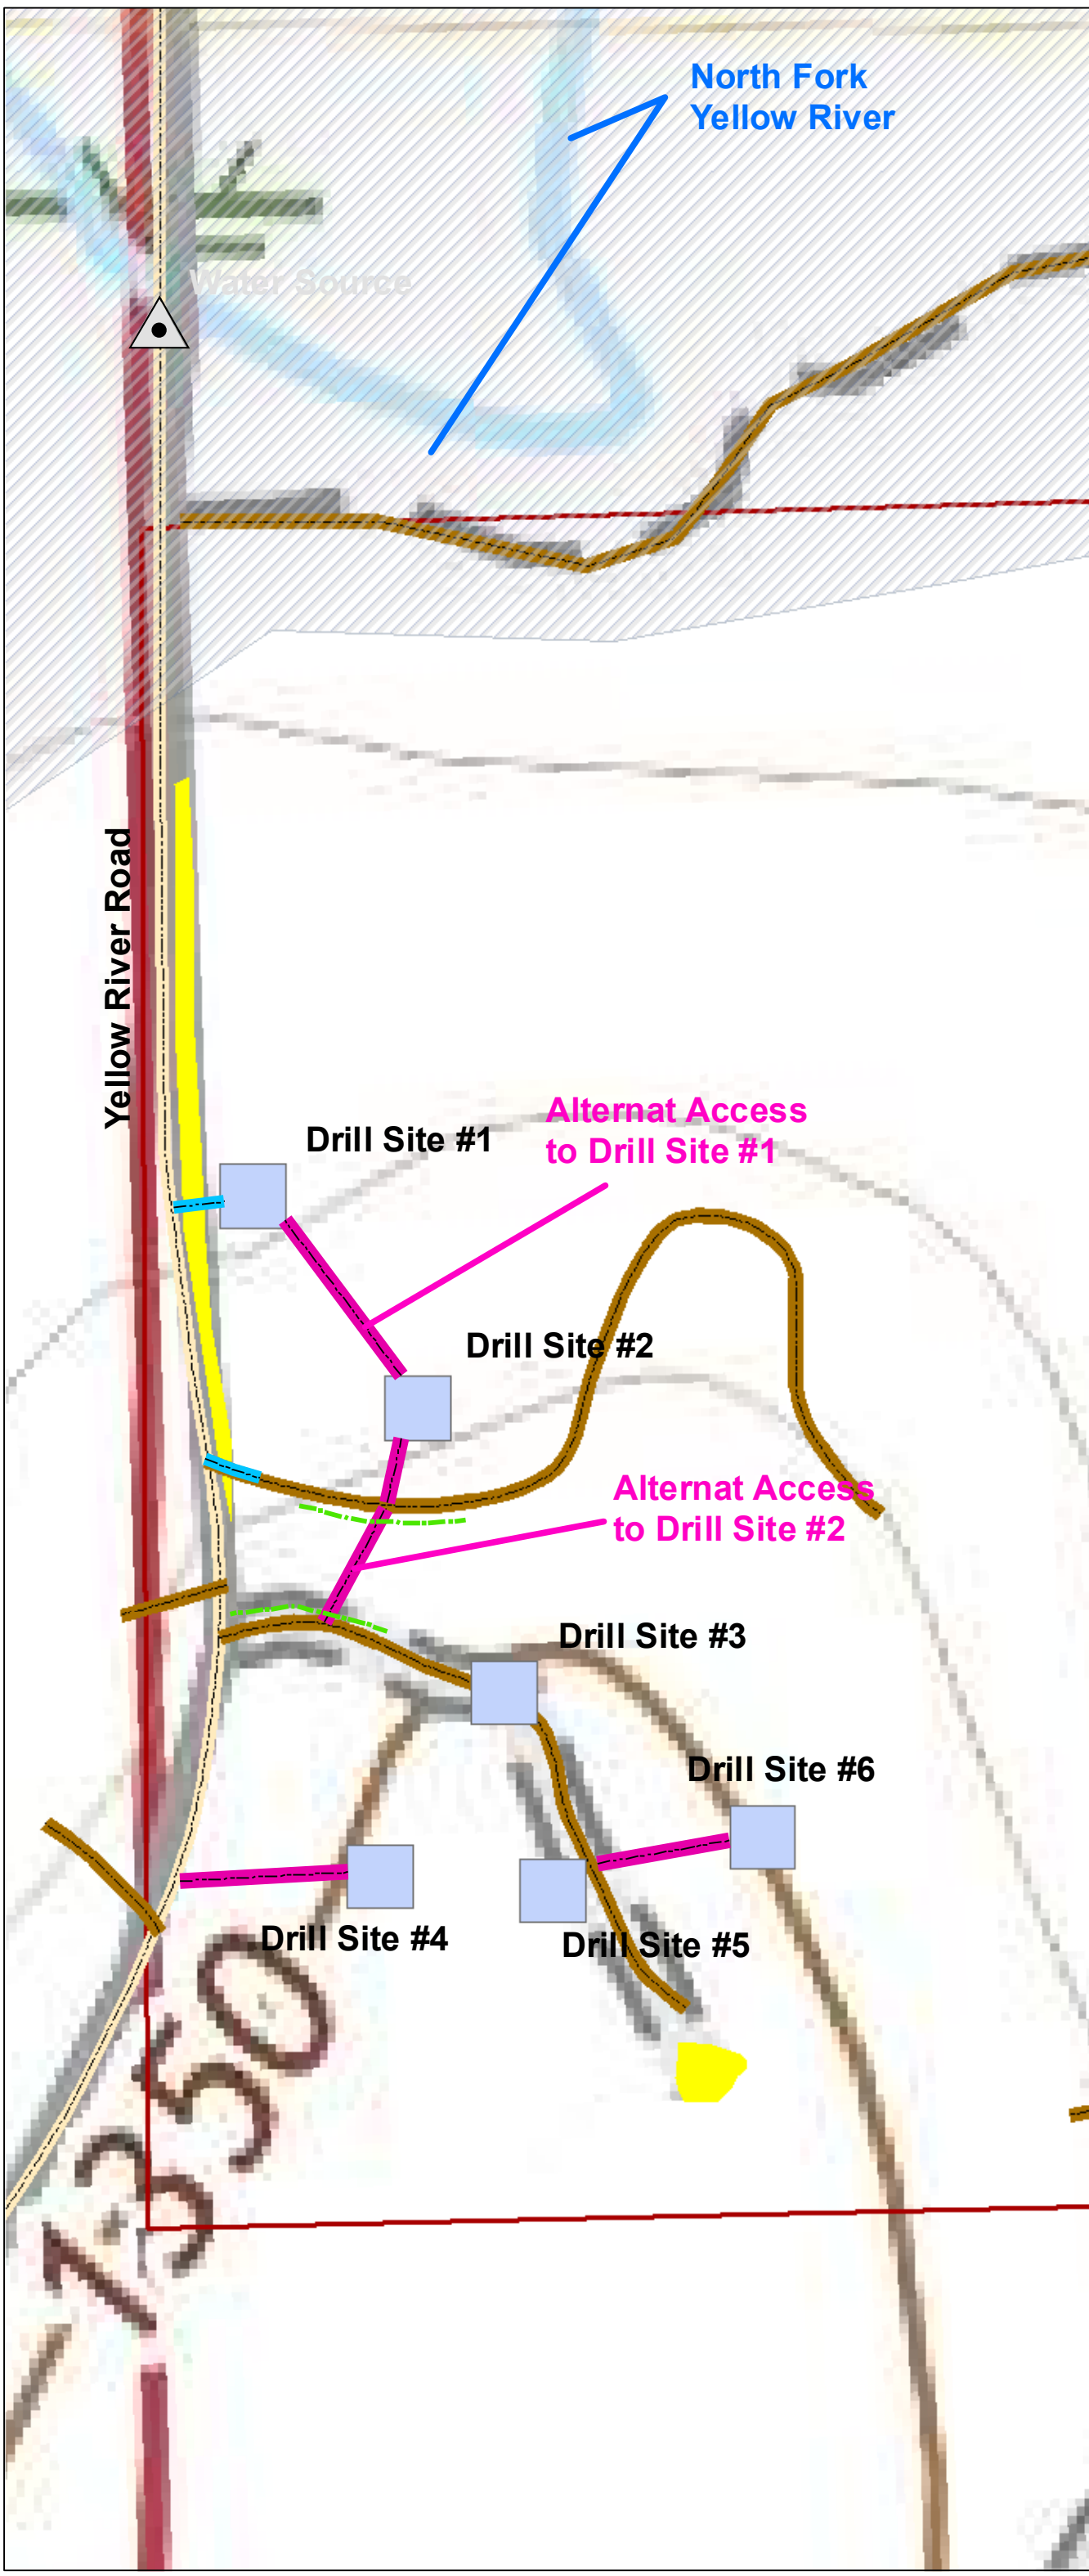 North Fork
Yellow River
Water Source
Yellow River Road
Alternat Access
to Drill Site #1
Drill Site #1
Drill Site #2
Alternat Access
to Drill Site #2
Drill Site #3
Drill Site #6
Drill Site #4
Drill Site #5
1350